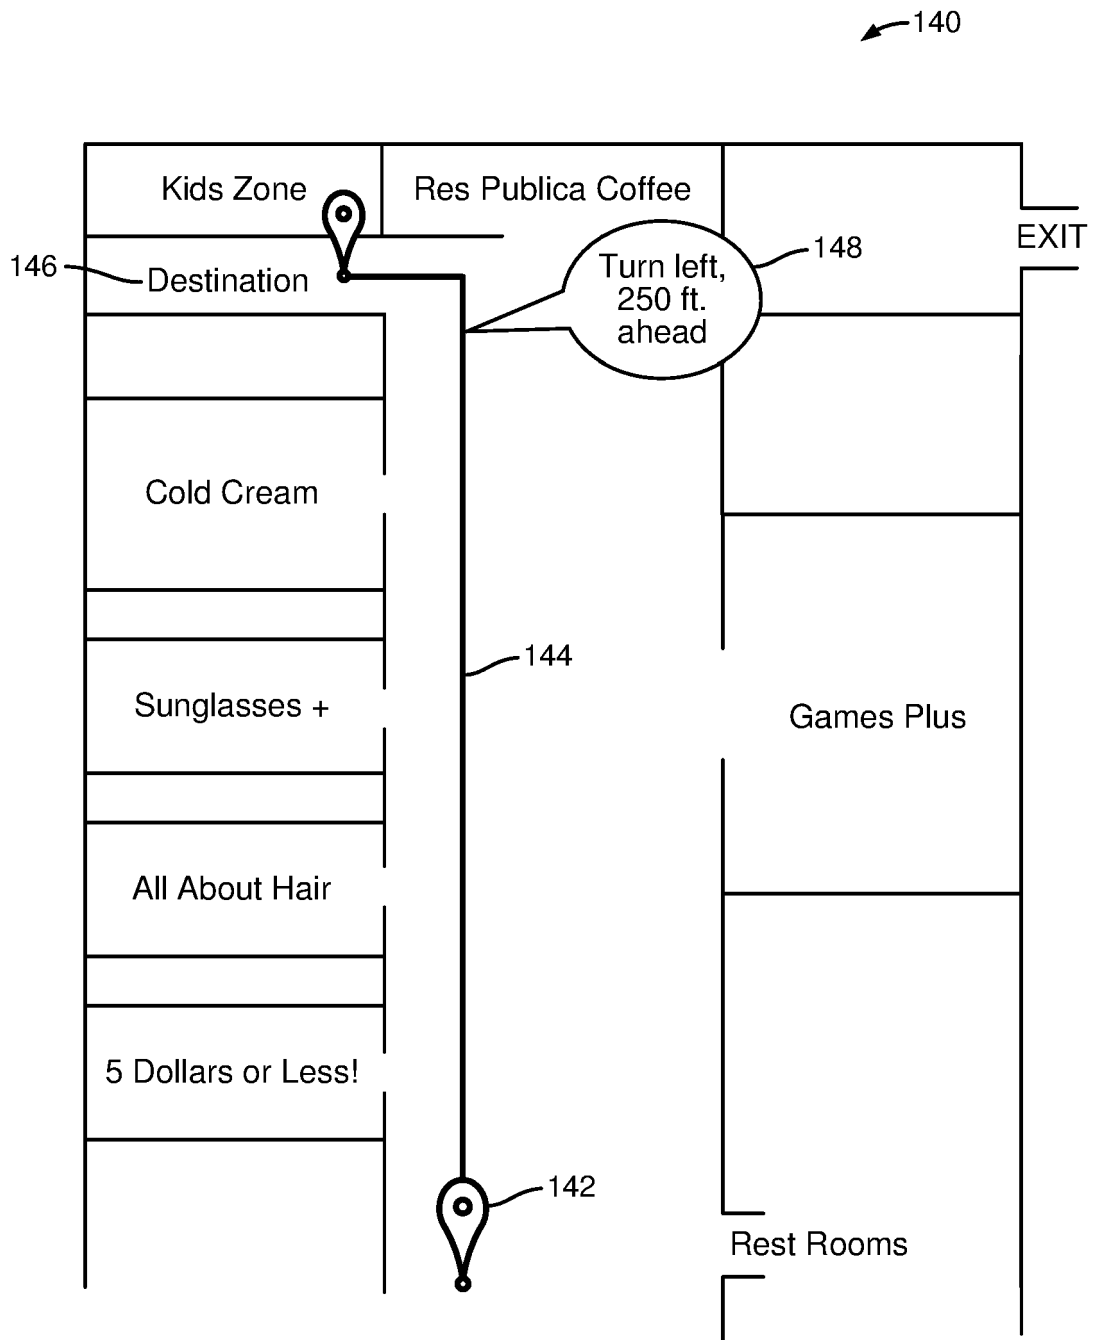 140
Kids Zone
Res Publica Coffee
EXIT
146
Destination
Turn left,
250 ft.
ahead
148
Cold Cream
144
Sunglasses +
Games Plus
All About Hair
5 Dollars or Less!
142
Rest Rooms